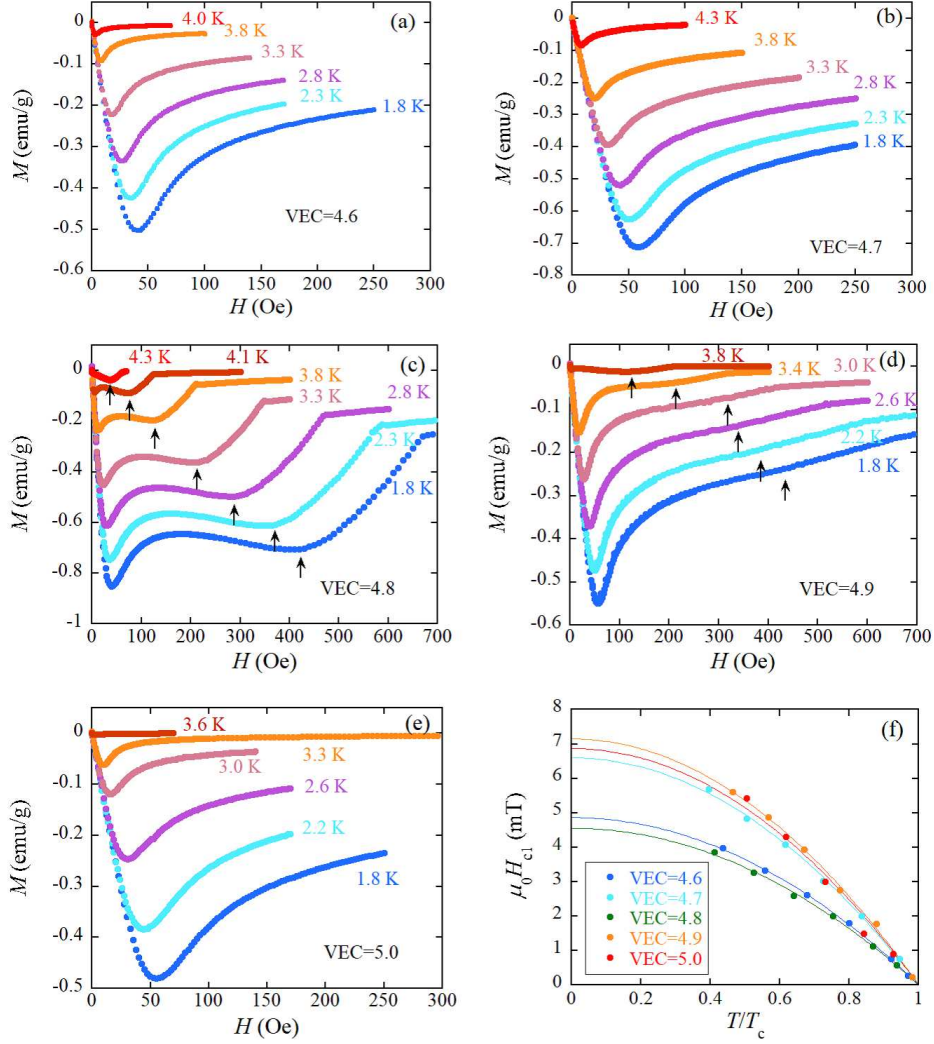 (a)
4.0 K
3.8 K
3.3 K
2.8 K
2.3 K
1.8 K
VEC=4.6
0
-0.1
-0.2
-0.3
-0.4
-0.5
-0.6
M (emu/g)
0 50 100 150 200 250 300
H (Oe)
(b)
4.3 K
3.8 K
3.3 K
2.8 K
2.3 K
1.8 K
VEC=4.7
0
-0.1
-0.2
-0.3
-0.4
-0.5
-0.6
-0.7
-0.8
M (emu/g)
0 50 100 150 200 250 300
H (Oe)
(c)
4.3 K 4.1 K
3.8 K
3.3 K
2.8 K
2.3 K
1.8 K
VEC=4.8
0
-0.2
-0.4
-0.6
-0.8
-1
M (emu/g)
0 100 200 300 400 500 600 700
H (Oe)
(d)
3.8 K
3.4 K
3.0 K
2.6 K
2.2 K
1.8 K
VEC=4.9
0
-0.1
-0.2
-0.3
-0.4
-0.5
-0.6
M (emu/g)
0 100 200 300 400 500 600 700
H (Oe)
(e)
3.6 K
3.3 K
3.0 K
2.6 K
2.2 K
1.8 K
VEC=5.0
0
-0.1
-0.2
-0.3
-0.4
-0.5
M (emu/g)
0 50 100 150 200 250 300
H (Oe)
(f)
8
7
6
5
4
3
2
1
0
μ0Hc1 (mT)
VEC=4.6
VEC=4.7
VEC=4.8
VEC=4.9
VEC=5.0
0 0.2 0.4 0.6 0.8 1
T/Tc